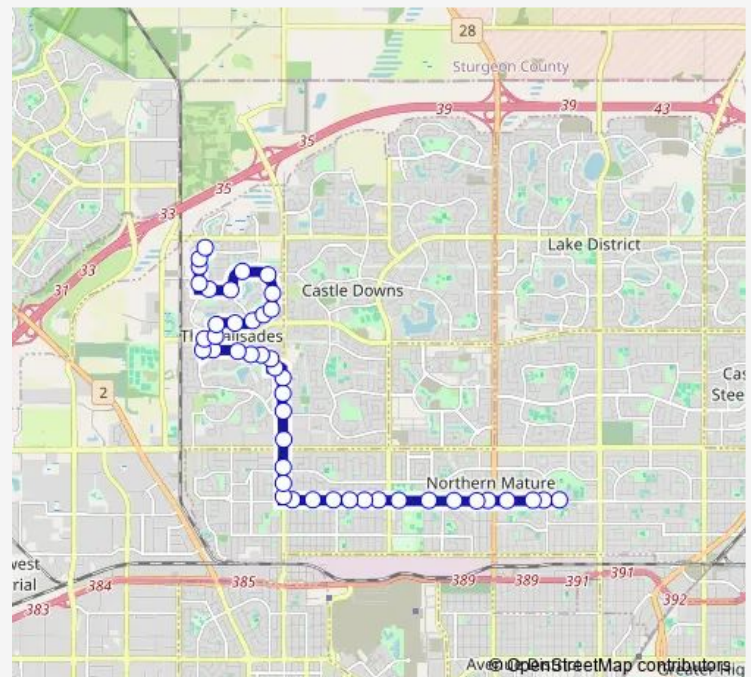 28
Sturgeon County
39
39
43
35
35
33
33
31
Lake District
Castle Downs
The Palisades
2
Cas
Stee
Northern Mature
west
rial
384
385
389
389
391
391
392
383
© OpenStreetMap contributors